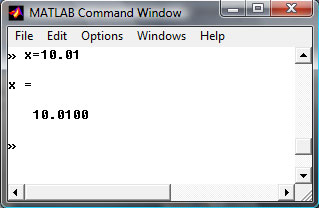 MATLAB Command Window
File Edit Options Windows Help
» x=10.01
x =
10.0100
»